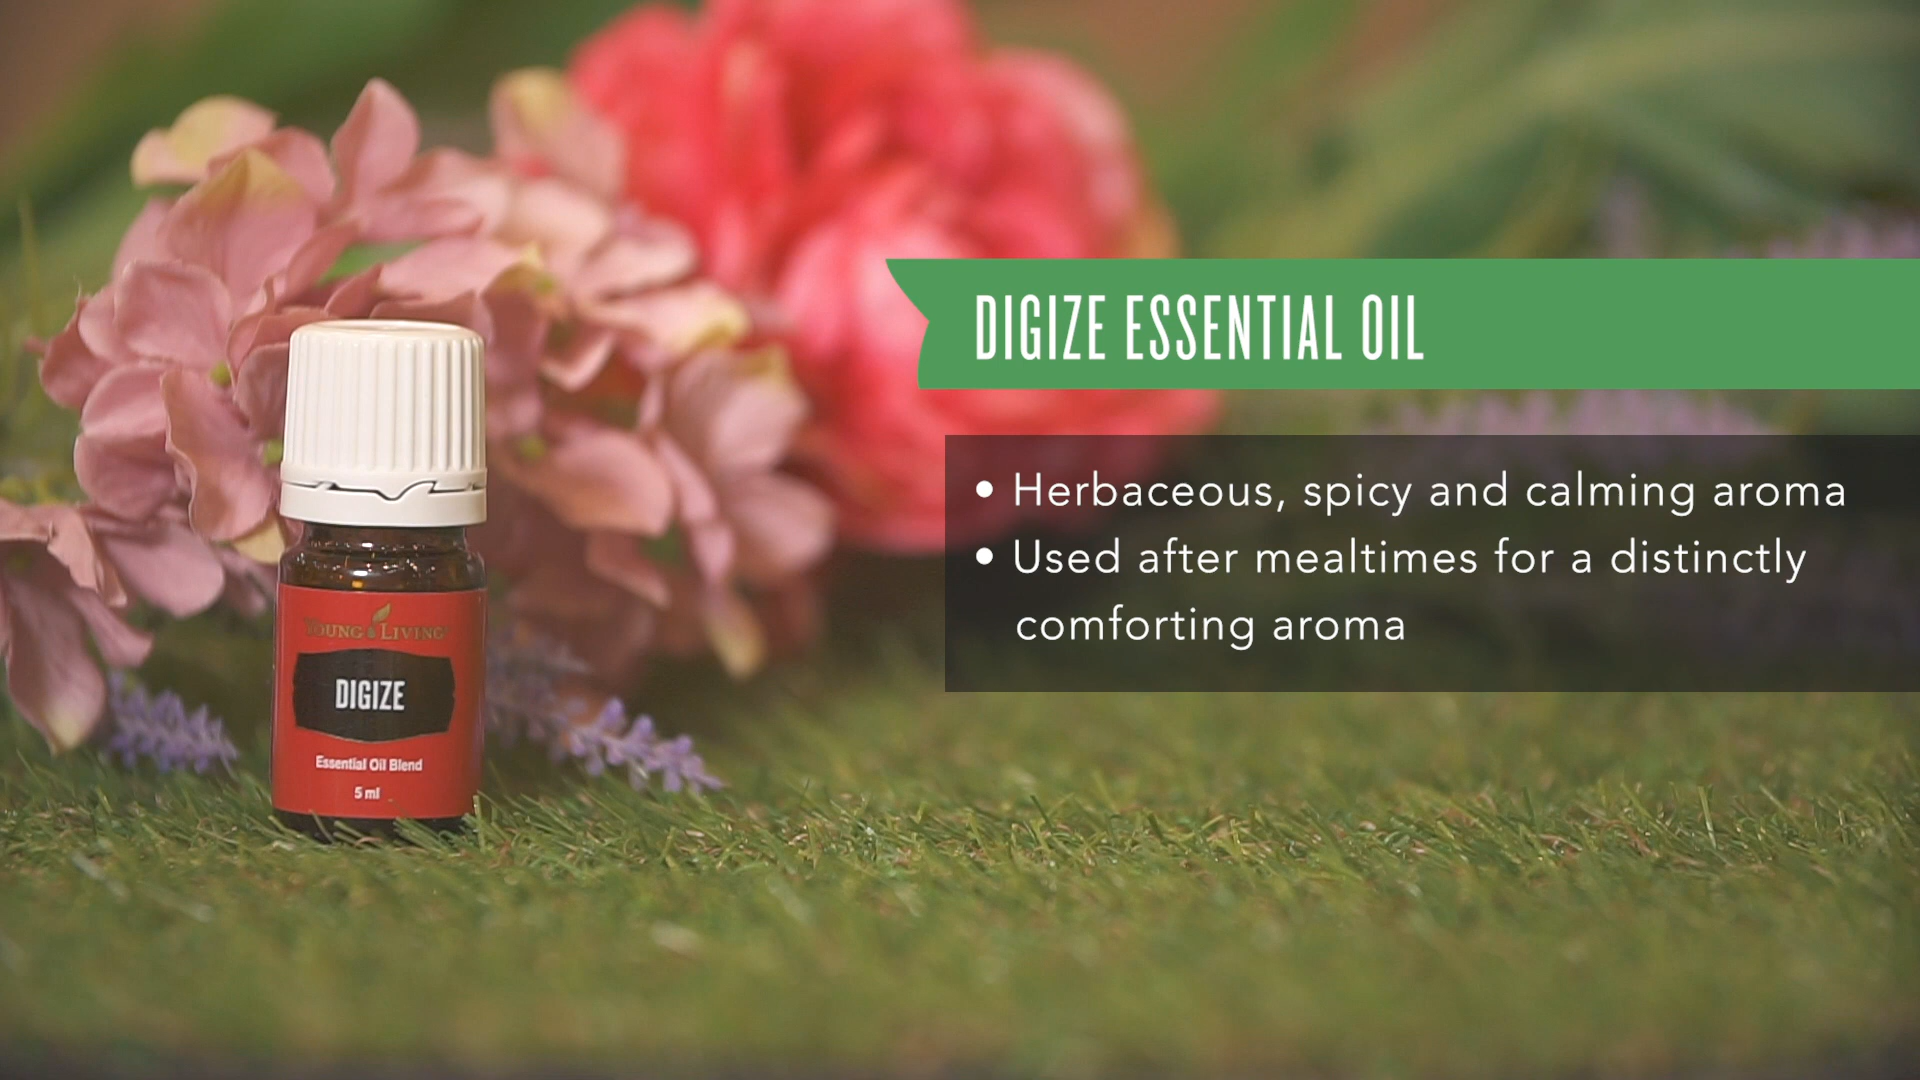 DIGIZE ESSENTIAL OIL
• Herbaceous, spicy and calming aroma
• Used after mealtimes for a distinctly
comforting aroma
YOUNG LIVING
DIGIZE
Essential Oil Blend
5 ml